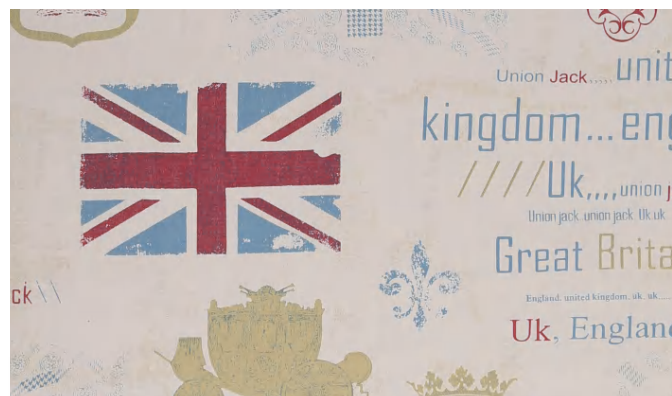 Union Jack..... unit
kingdom...eng
////Uk,,,,union j
Union jack union jack Uk uk
Great Brita
England, united kingdom, uk, uk,
Uk, England
ck\\